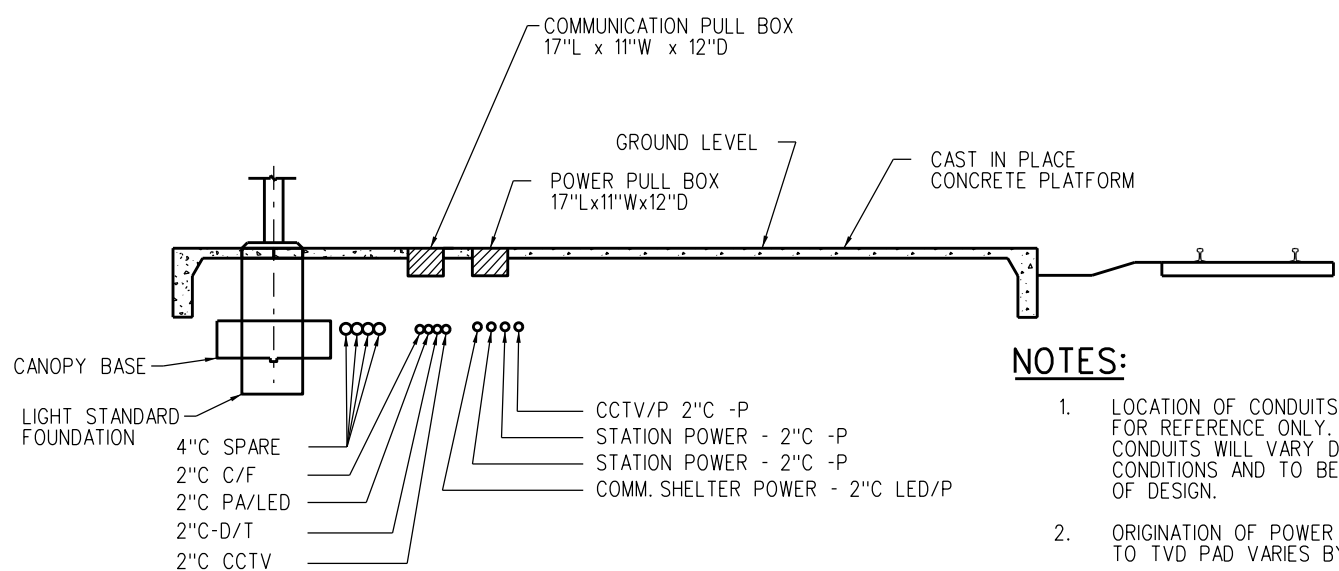 COMMUNICATION PULL BOX
17"L x 11"W x 12"D
GROUND LEVEL
CAST IN PLACE
CONCRETE PLATFORM
POWER PULL BOX
17"Lx11"Wx12"D
CANOPY BASE
LIGHT STANDARD
FOUNDATION
4"C SPARE
2"C C/F
2"C PA/LED
2"C-D/T
2"C CCTV
CCTV/P 2"C -P
STATION POWER - 2"C -P
STATION POWER - 2"C -P
COMM. SHELTER POWER - 2"C LED/P
NOTES:
1. LOCATION OF CONDUITS
FOR REFERENCE ONLY.
CONDUITS WILL VARY D
CONDITIONS AND TO BE
OF DESIGN.
2. ORIGINATION OF POWER
TO TVD PAD VARIES BY